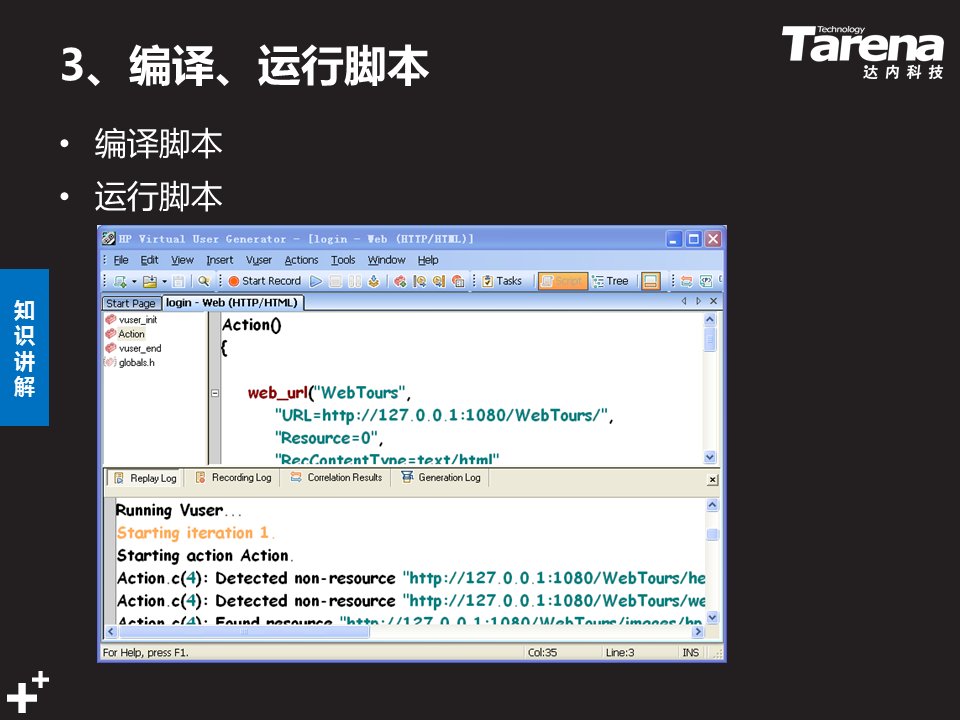 3、编译、运行脚本
Technology
Tarena
达内科技
• 编译脚本
• 运行脚本
知识讲解
HP Virtual User Generator - [login - Web (HTTP/HTML)]
File Edit View Insert Vuser Actions Tools Window Help
Start Record Tasks Script Tree
Start Page login - Web (HTTP/HTML)
vuser_init
Action
vuser_end
globals.h
Action()
{
web_url("WebTours",
"URL=http://127.0.0.1:1080/WebTours/",
"Resource=0",
"RecContentType=text/html"
Replay Log Recording Log Correlation Results Generation Log
Running Vuser...
Starting iteration 1.
Starting action Action.
Action.c(4): Detected non-resource "http://127.0.0.1:1080/WebTours/he
Action.c(4): Detected non-resource "http://127.0.0.1:1080/WebTours/we
Action.c(4): Found resource "http://127.0.0.1:1080/WebTours/images/hp
For Help, press F1. Col:35 Line:3 INS